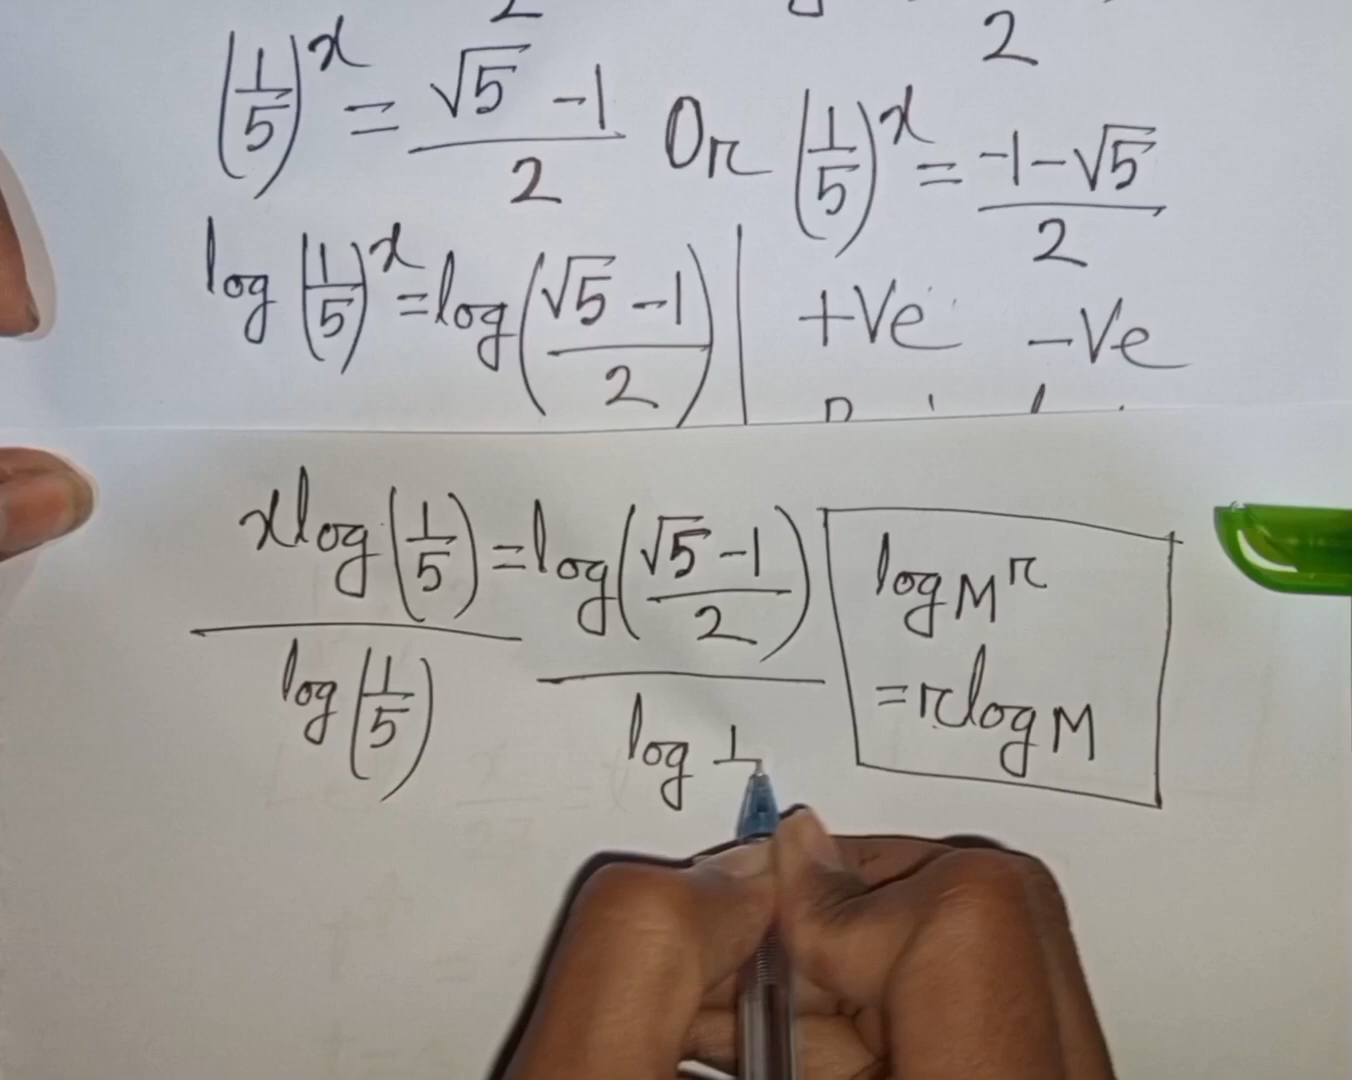 (1/5)^x = (√5 -1)/2 Or (1/5)^x = (-1-√5)/2
log (1/5)^x = log((√5 -1)/2) | +Ve -Ve
x log(1/5) / log(1/5) = log((√5 -1)/2) / log 1
log M^r
= r log M